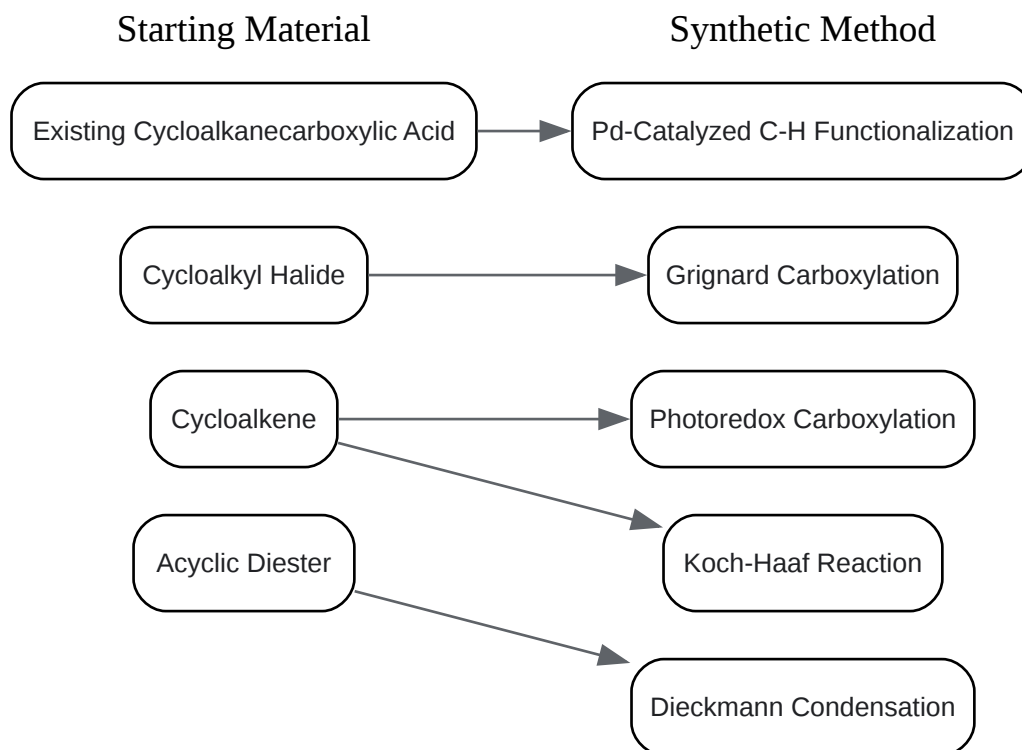 Starting Material
Synthetic Method
Existing Cycloalkanecarboxylic Acid
Pd-Catalyzed C-H Functionalization
Cycloalkyl Halide
Grignard Carboxylation
Cycloalkene
Photoredox Carboxylation
Acyclic Diester
Koch-Haaf Reaction
Dieckmann Condensation